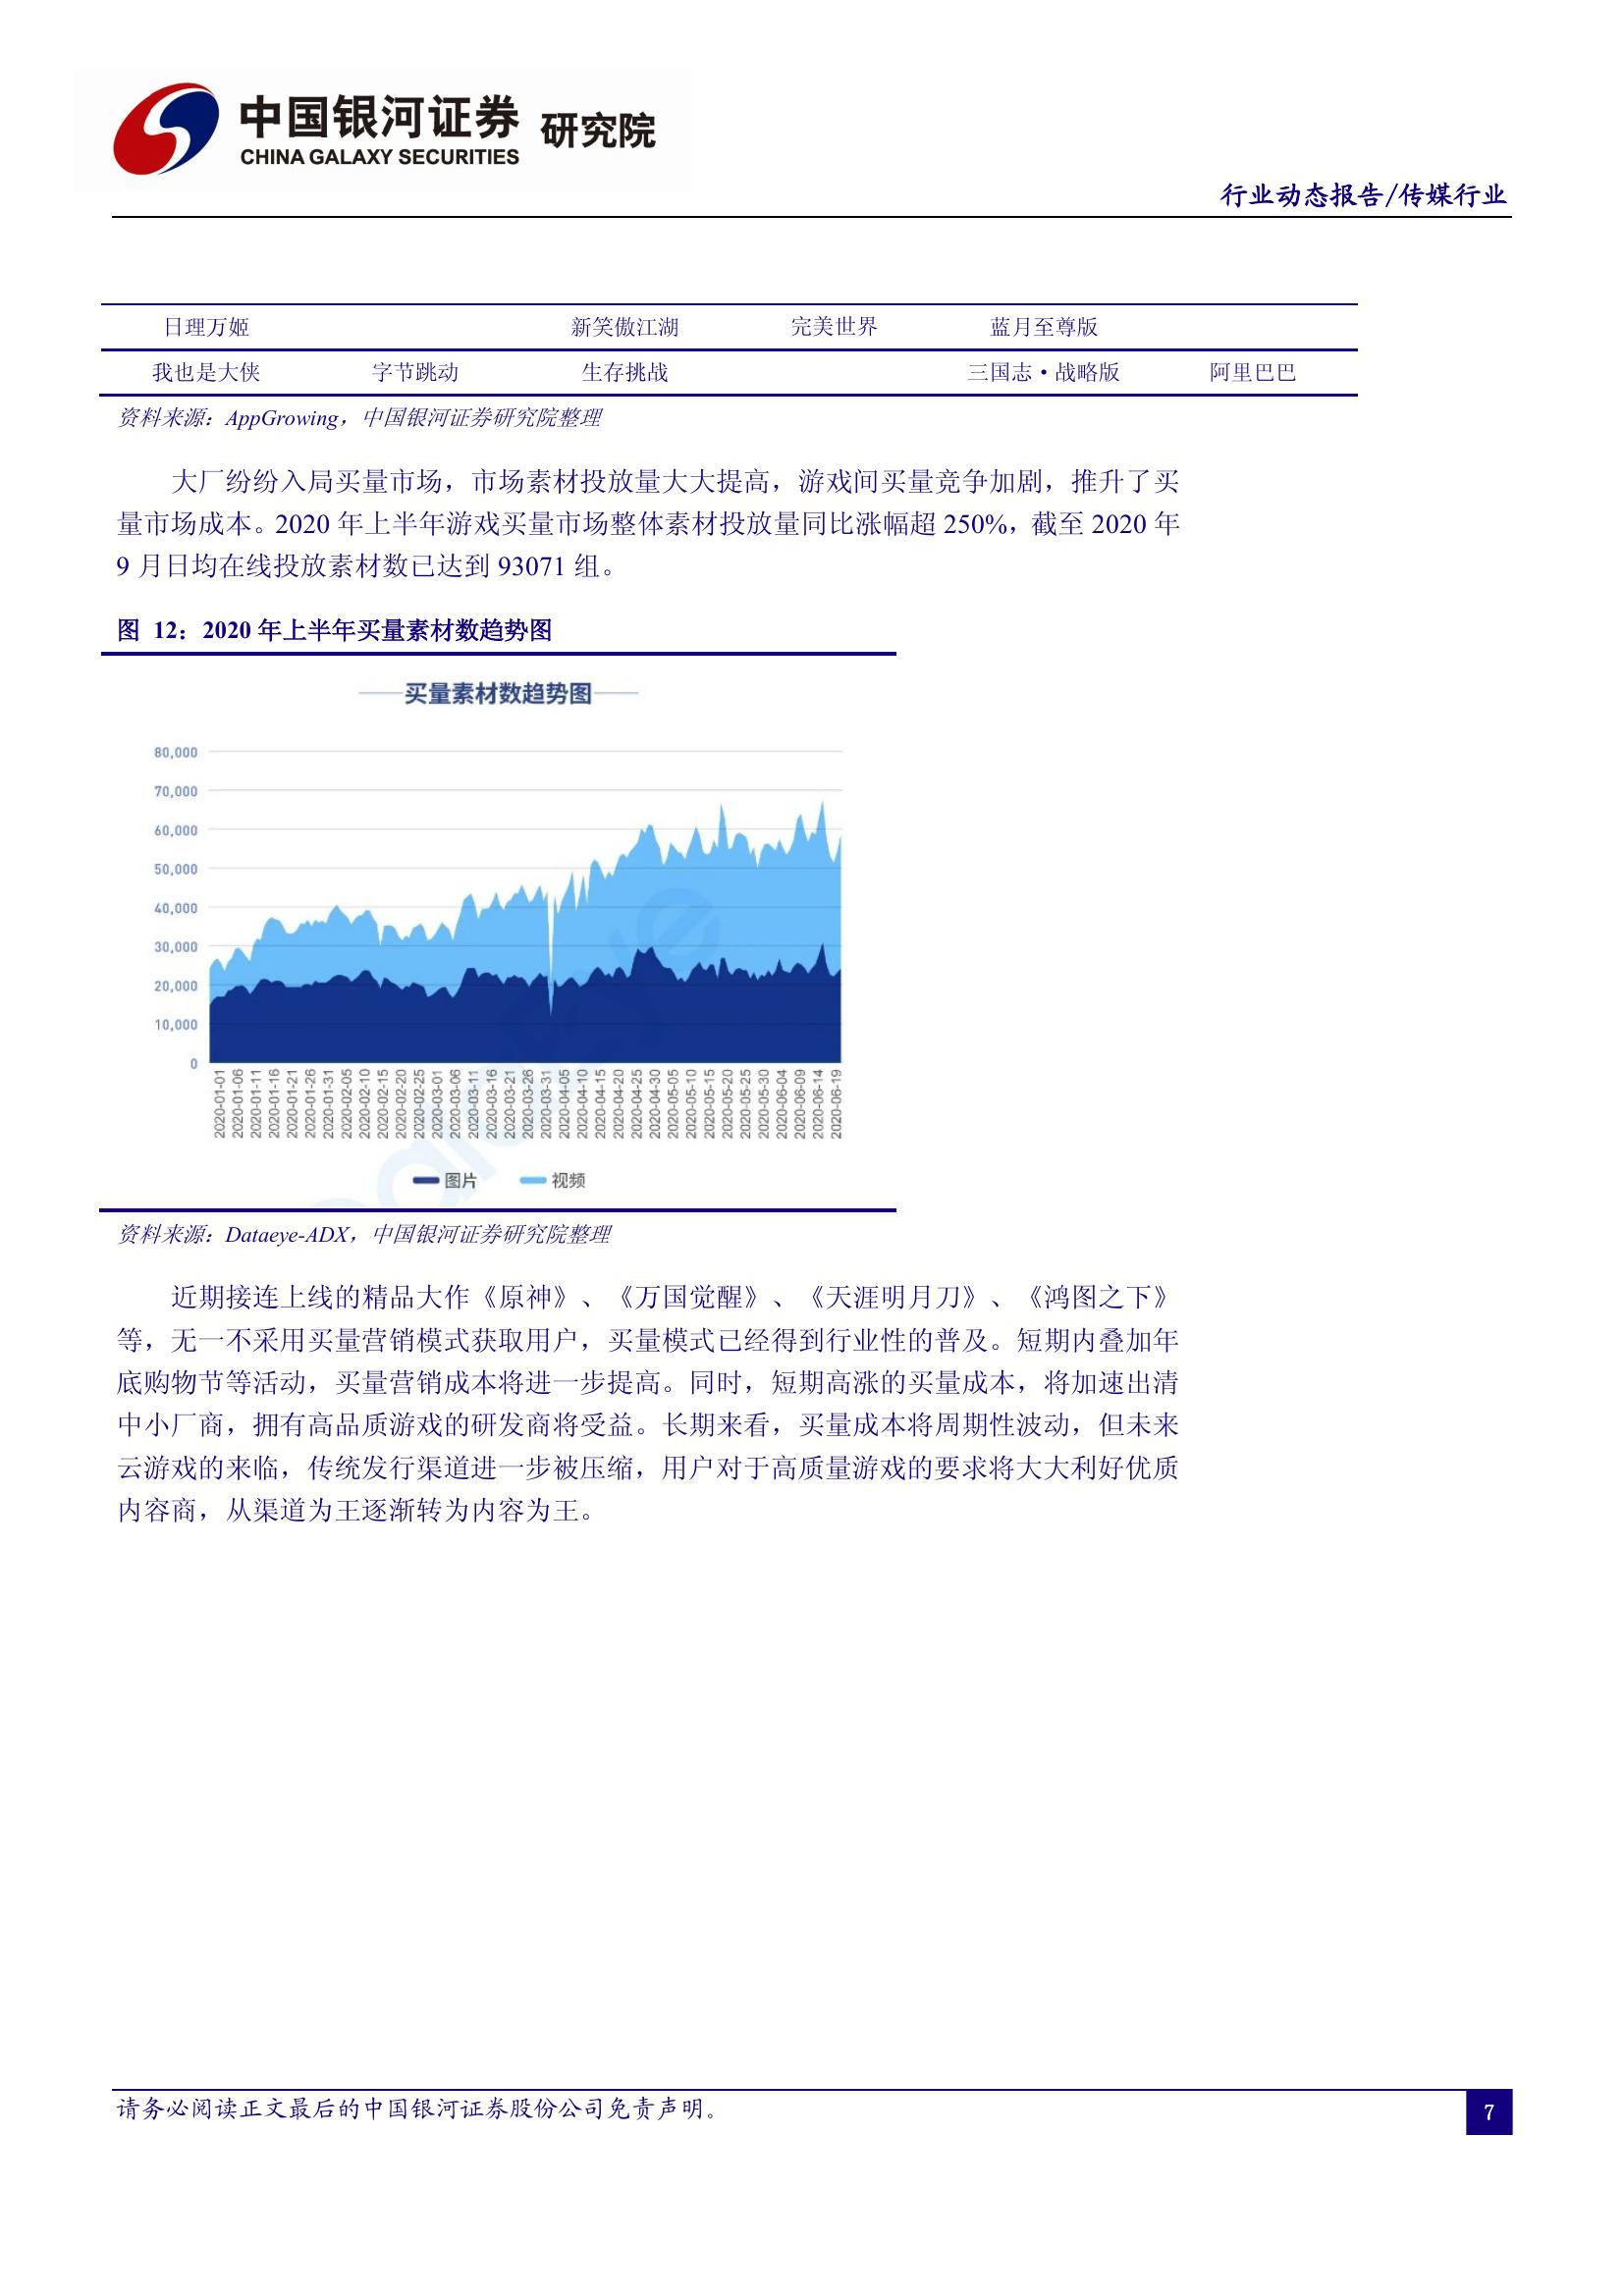 中国银河证券 研究院
CHINA GALAXY SECURITIES
行业动态报告/传媒行业
日理万姬 新笑傲江湖 完美世界 蓝月至尊版
我也是大侠 字节跳动 生存挑战 三国志·战略版 阿里巴巴
资料来源：AppGrowing，中国银河证券研究院整理
大厂纷纷入局买量市场，市场素材投放量大大提高，游戏间买量竞争加剧，推升了买
量市场成本。2020 年上半年游戏买量市场整体素材投放量同比涨幅超 250%，截至 2020 年
9 月日均在线投放素材数已达到 93071 组。
图 12：2020 年上半年买量素材数趋势图
买量素材数趋势图
80,000
70,000
60,000
50,000
40,000
30,000
20,000
10,000
0
2020-01-01 2020-01-06 2020-01-11 2020-01-16 2020-01-21 2020-01-26 2020-01-31 2020-02-05 2020-02-10 2020-02-15 2020-02-20 2020-02-25 2020-03-01 2020-03-06 2020-03-11 2020-03-16 2020-03-21 2020-03-26 2020-03-31 2020-04-05 2020-04-10 2020-04-15 2020-04-20 2020-04-25 2020-04-30 2020-05-05 2020-05-10 2020-05-15 2020-05-20 2020-05-25 2020-05-30 2020-06-04 2020-06-09 2020-06-14 2020-06-19
图片 视频
资料来源：Dataeye-ADX，中国银河证券研究院整理
近期接连上线的精品大作《原神》、《万国觉醒》、《天涯明月刀》、《鸿图之下》
等，无一不采用买量营销模式获取用户，买量模式已经得到行业性的普及。短期内叠加年
底购物节等活动，买量营销成本将进一步提高。同时，短期高涨的买量成本，将加速出清
中小厂商，拥有高品质游戏的研发商将受益。长期来看，买量成本将周期性波动，但未来
云游戏的来临，传统发行渠道进一步被压缩，用户对于高质量游戏的要求将大大利好优质
内容商，从渠道为王逐渐转为内容为王。
请务必阅读正文最后的中国银河证券股份公司免责声明。
7